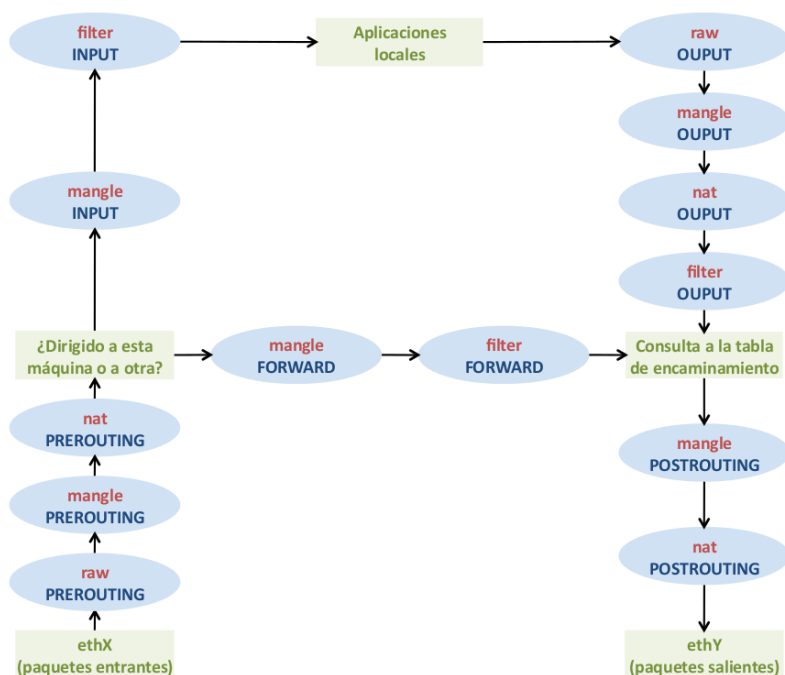 filter
INPUT
Aplicaciones
locales
raw
OUPUT
mangle
OUPUT
mangle
INPUT
nat
OUPUT
filter
OUPUT
¿Dirigido a esta
máquina o a otra?
mangle
FORWARD
filter
FORWARD
Consulta a la tabla
de encaminamiento
nat
PREROUTING
mangle
POSTROUTING
mangle
PREROUTING
nat
POSTROUTING
raw
PREROUTING
ethX
(paquetes entrantes)
ethY
(paquetes salientes)